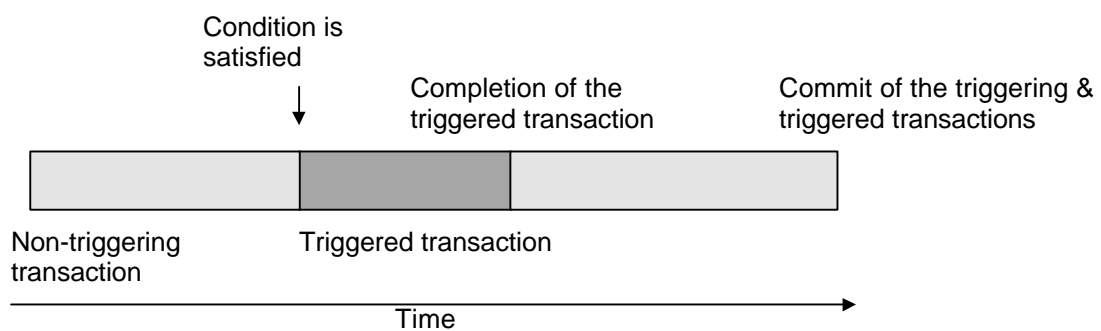 Condition is
satisfied
Completion of the
triggered transaction
Commit of the triggering &
triggered transactions
Non-triggering
transaction
Triggered transaction
Time